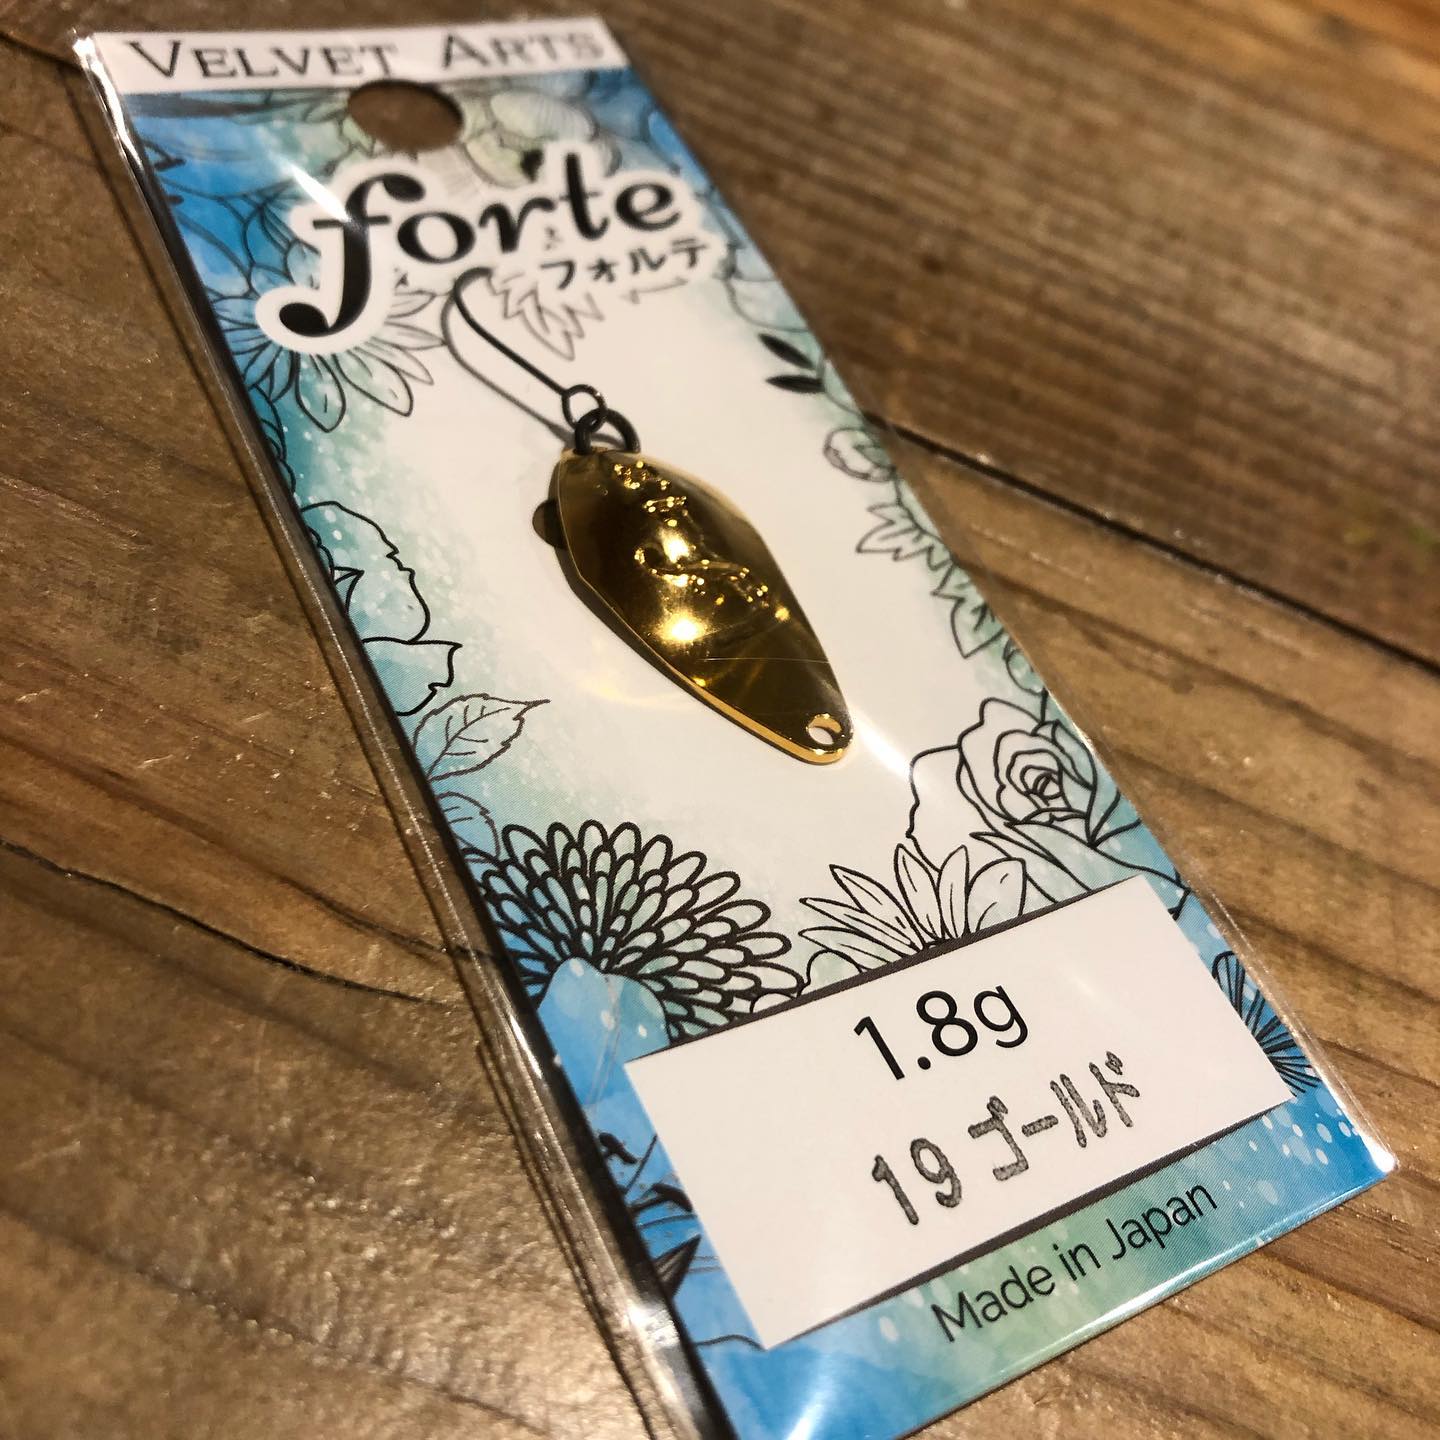 VELVET ARTS
forte
フォルテ
1.8g
19 ゴールド
Made in Japan